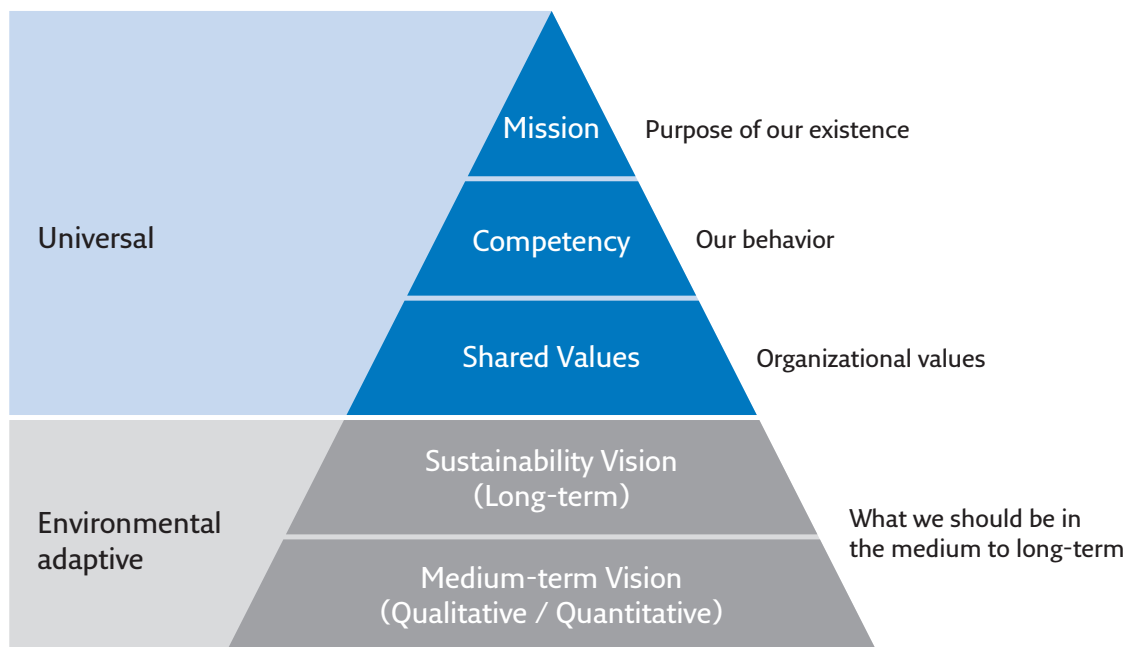 Mission
Purpose of our existence
Universal
Competency
Our behavior
Shared Values
Organizational values
Sustainability Vision
(Long-term)
Environmental
adaptive
What we should be in
the medium to long-term
Medium-term Vision
(Qualitative / Quantitative)